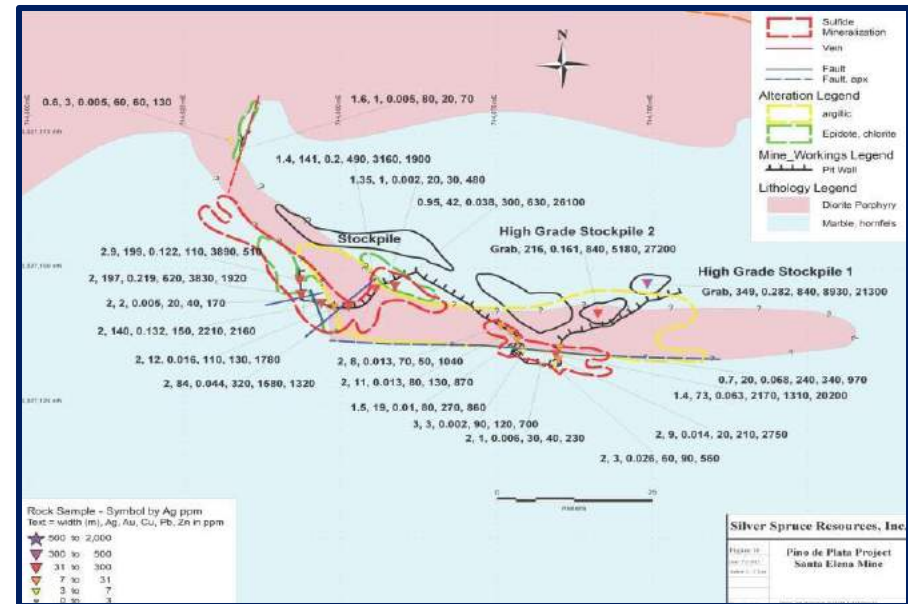 Sulfide
Mineralization
Vein
Fault
Fault, apx
Alteration Legend
argillic
Epidote, chlorite
Mine_Workings Legend
Pit Wall
Lithology Legend
Diorite Porphyry
Marble, hornfels
N
0.6, 3, 0.005, 60, 60, 130
1.6, 1, 0.005, 80, 20, 70
1.4, 141, 0.2, 490, 3160, 1900
1.35, 1, 0.002, 20, 30, 480
0.95, 42, 0.038, 300, 630, 26100
Stockpile
High Grade Stockpile 2
Grab, 216, 0.161, 840, 5180, 27200
High Grade Stockpile 1
Grab, 349, 0.282, 840, 8930, 21300
2.9, 199, 0.122, 110, 3890, 510
2, 197, 0.219, 620, 3830, 1920
2, 2, 0.005, 20, 40, 170
2, 140, 0.132, 150, 2210, 2160
2, 12, 0.016, 110, 130, 1780
2, 84, 0.044, 320, 1680, 1320
2, 8, 0.013, 70, 50, 1040
2, 11, 0.013, 80, 130, 870
1.5, 19, 0.01, 80, 270, 860
3, 3, 0.002, 90, 120, 700
2, 1, 0.006, 30, 40, 230
0.7, 20, 0.068, 240, 340, 970
1.4, 73, 0.063, 2170, 1310, 20200
2, 9, 0.014, 20, 210, 2750
2, 3, 0.026, 60, 90, 560
Rock Sample - Symbol by Ag ppm
Text = width (m), Ag, Au, Cu, Pb, Zn in ppm
500 to 2,000
300 to 500
31 to 300
7 to 31
3 to 7
0 to 3
Silver Spruce Resources, Inc.
Pino de Plata Project
Santa Elena Mine